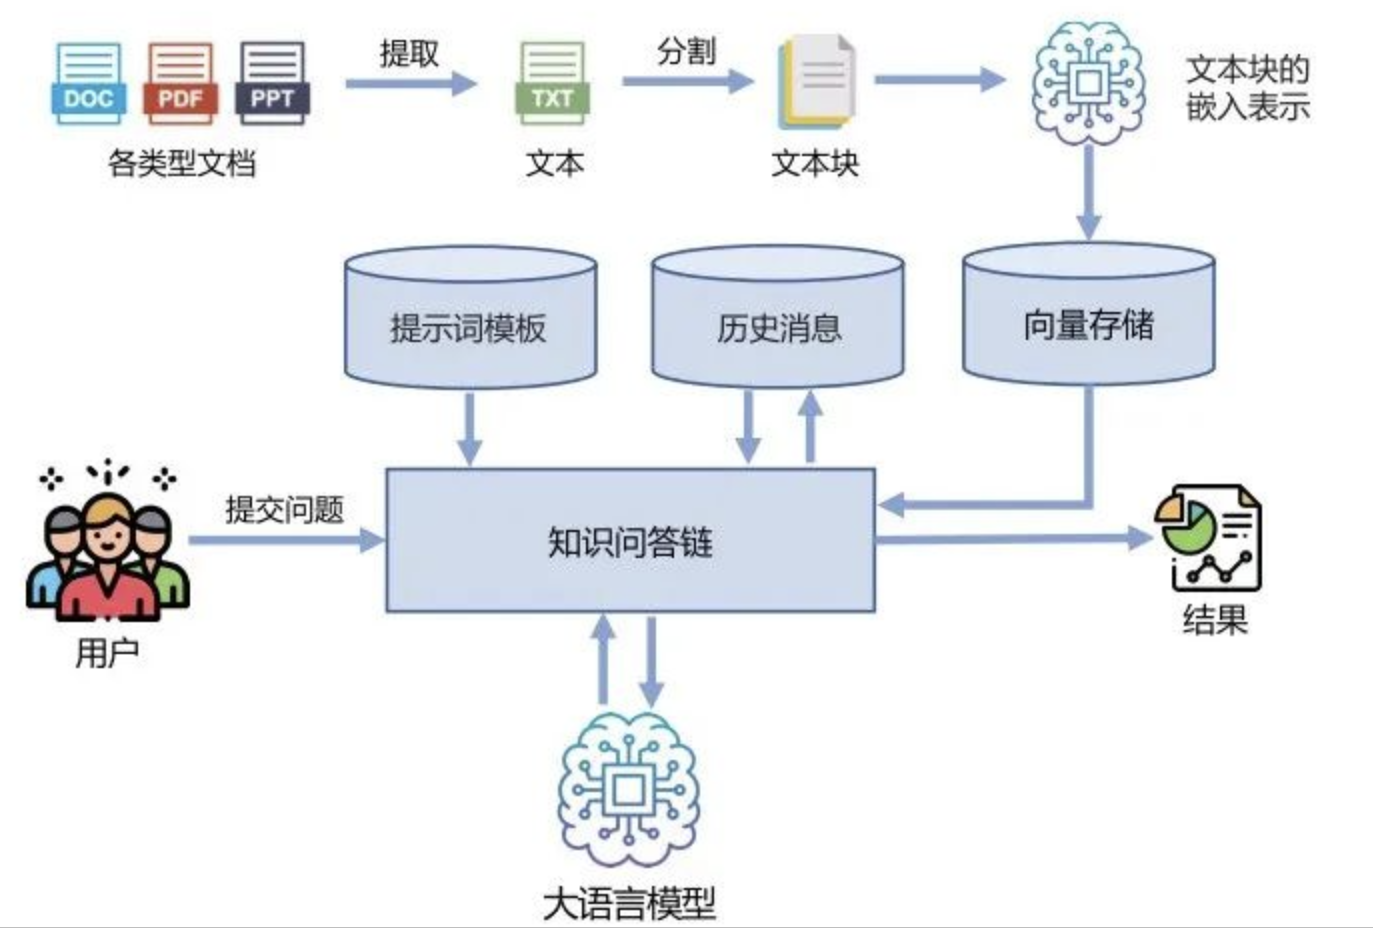 提取
分割
DOC
PDF
PPT
TXT
文本块的
嵌入表示
各类型文档
文本
文本块
提示词模板
历史消息
向量存储
提交问题
知识问答链
用户
结果
大语言模型